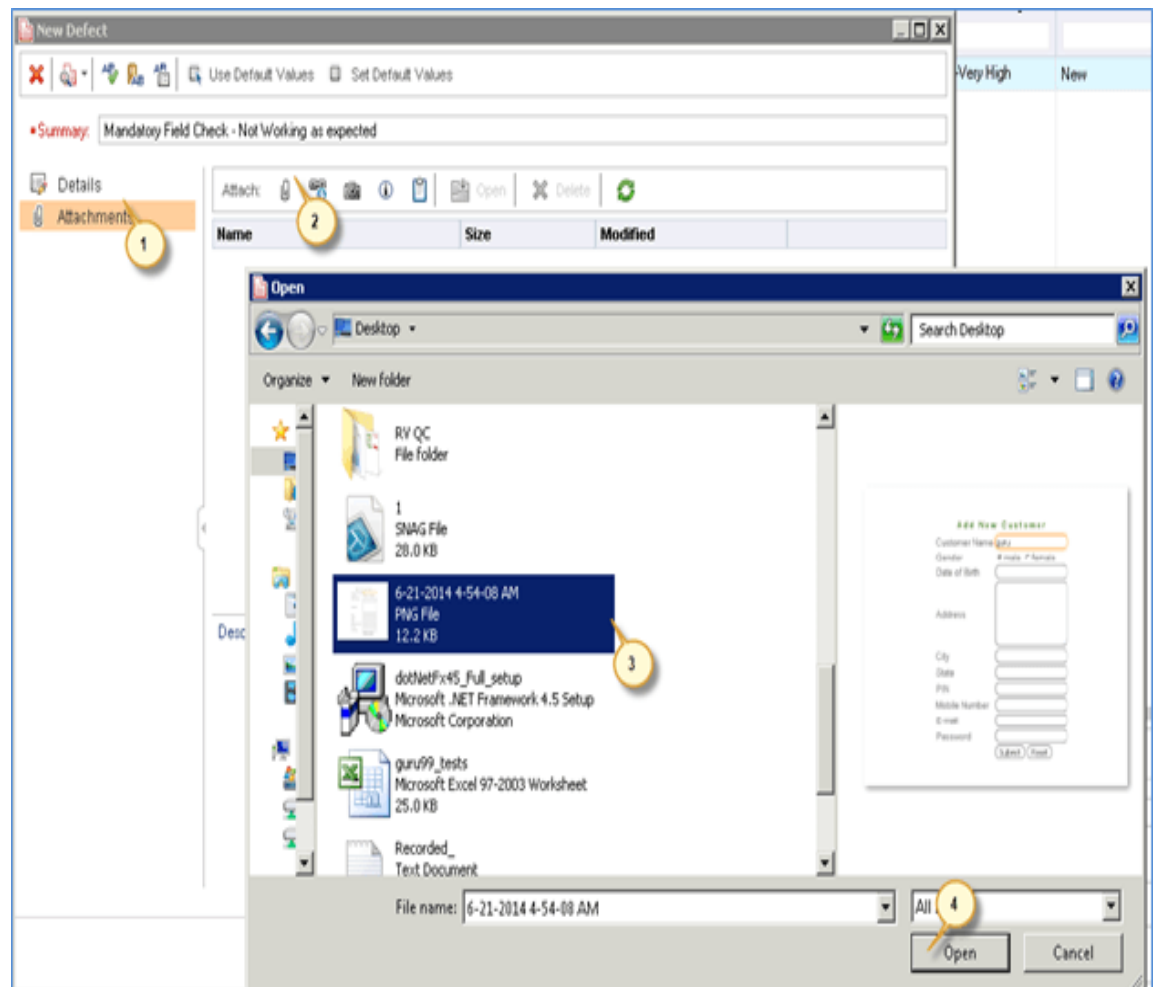 New Defect
Use Default Values Set Default Values
-Very High New
Summary: Mandatory Field Check - Not Working as expected
Details
Attachments
1
Attach: Open Delete
2
Name Size Modified
Open
Desktop
Search Desktop
Organize New folder
RV QC
File folder
1
SNAG File
28.0 KB
6-21-2014 4-54-08 AM
PNG File
12.2 KB
3
dotNetFx45_Full_setup
Microsoft .NET Framework 4.5 Setup
Microsoft Corporation
guru99_tests
Microsoft Excel 97-2003 Worksheet
25.0 KB
Recorded_
Text Document
Add New Customer
Customer Name guru
Gender male female
Date of Birth
Address
City
State
PIN
Mobile Number
E-mail
Password
Submit Reset
Desc
File name: 6-21-2014 4-54-08 AM
All
4
Open Cancel